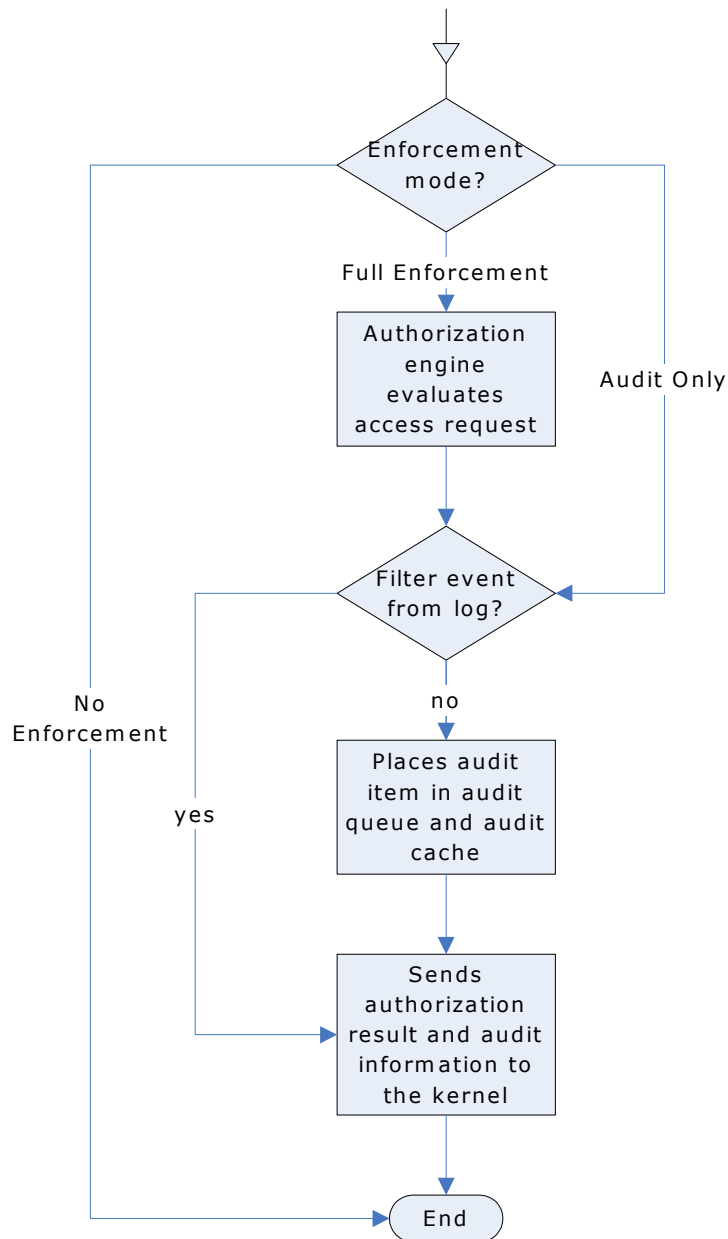 Enforcement
mode?
Full Enforcement
Authorization
engine
evaluates
access request
Audit Only
Filter event
from log?
No
Enforcement
no
Places audit
item in audit
queue and audit
cache
yes
Sends
authorization
result and audit
information to
the kernel
End